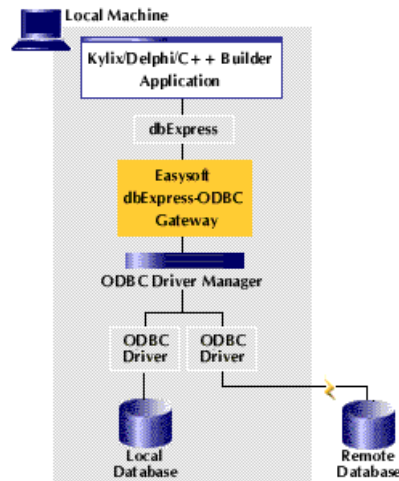 Local Machine
Kylix/Delphi/C++ Builder
Application
dbExpress
Easysoft
dbExpress-ODBC
Gateway
ODBC Driver Manager
ODBC
Driver
ODBC
Driver
Local
Database
Remote
Database